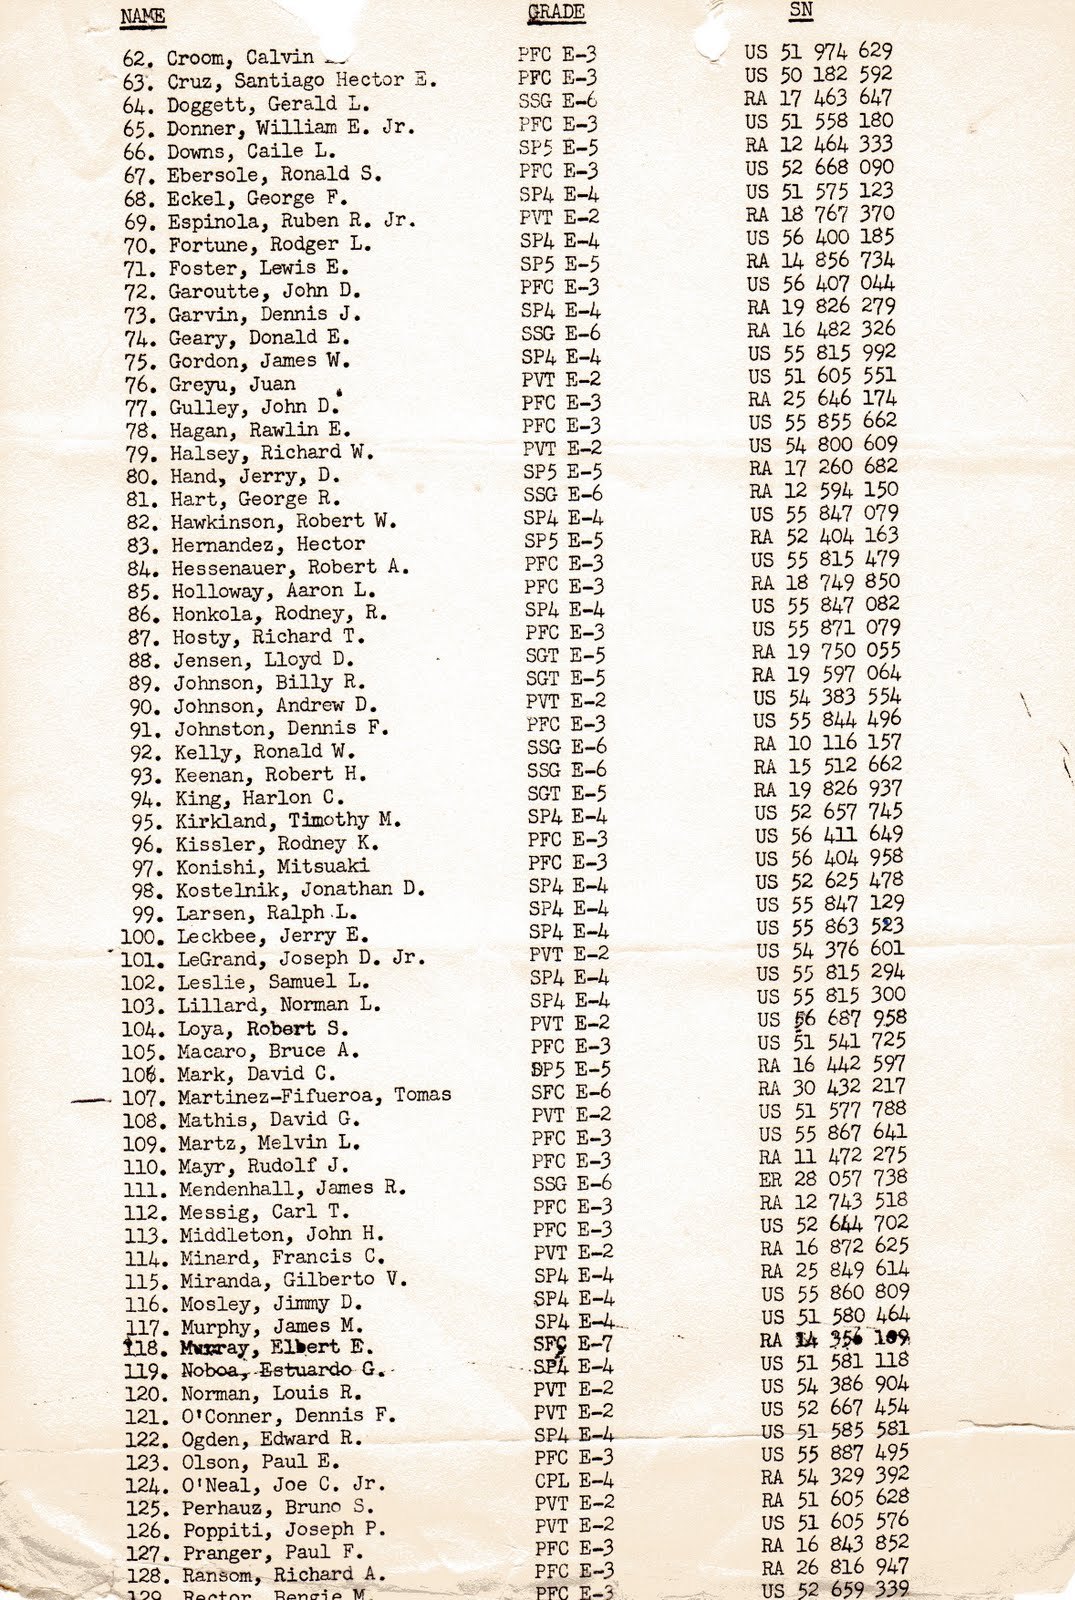 NAME GRADE SN
62. Croom, Calvin PFC E-3 US 51 974 629
63. Cruz, Santiago Hector E. PFC E-3 US 50 182 592
64. Doggett, Gerald L. SSG E-6 RA 17 463 647
65. Donner, William E. Jr. PFC E-3 US 51 558 180
66. Downs, Caile L. SP5 E-5 RA 12 464 333
67. Ebersole, Ronald S. PFC E-3 US 52 668 090
68. Eckel, George F. SP4 E-4 US 51 575 123
69. Espinola, Ruben R. Jr. PVT E-2 RA 18 767 370
70. Fortune, Rodger L. SP4 E-4 US 56 400 185
71. Foster, Lewis E. SP5 E-5 RA 14 856 734
72. Garoutte, John D. PFC E-3 US 56 407 044
73. Garvin, Dennis J. SP4 E-4 RA 19 826 279
74. Geary, Donald E. SSG E-6 RA 16 482 326
75. Gordon, James W. SP4 E-4 US 55 815 992
76. Greyu, Juan PVT E-2 US 51 605 551
77. Gulley, John D. PFC E-3 RA 25 646 174
78. Hagan, Rawlin E. PFC E-3 US 55 855 662
79. Halsey, Richard W. PVT E-2 US 54 800 609
80. Hand, Jerry, D. SP5 E-5 RA 17 260 682
81. Hart, George R. SSG E-6 RA 12 594 150
82. Hawkinson, Robert W. SP4 E-4 US 55 847 079
83. Hernandez, Hector SP5 E-5 RA 52 404 163
84. Hessenauer, Robert A. PFC E-3 US 55 815 479
85. Holloway, Aaron L. PFC E-3 RA 18 749 850
86. Honkola, Rodney, R. SP4 E-4 US 55 847 082
87. Hosty, Richard T. PFC E-3 US 55 871 079
88. Jensen, Lloyd D. SGT E-5 RA 19 750 055
89. Johnson, Billy R. SGT E-5 RA 19 597 064
90. Johnson, Andrew D. PVT E-2 US 54 383 554
91. Johnston, Dennis F. PFC E-3 US 55 844 496
92. Kelly, Ronald W. SSG E-6 RA 10 116 157
93. Keenan, Robert H. SSG E-6 RA 15 512 662
94. King, Harlon C. SGT E-5 RA 19 826 937
95. Kirkland, Timothy M. SP4 E-4 US 52 657 745
96. Kissler, Rodney K. PFC E-3 US 56 411 649
97. Konishi, Mitsuaki PFC E-3 US 56 404 958
98. Kostelnik, Jonathan D. SP4 E-4 US 52 625 478
99. Larsen, Ralph L. SP4 E-4 US 55 847 129
100. Leckbee, Jerry E. SP4 E-4 US 55 863 523
101. LeGrand, Joseph D. Jr. PVT E-2 US 54 376 601
102. Leslie, Samuel L. SP4 E-4 US 55 815 294
103. Lillard, Norman L. SP4 E-4 US 55 815 300
104. Loya, Robert S. PVT E-2 US 56 687 958
105. Macaro, Bruce A. PFC E-3 US 51 541 725
106. Mark, David C. SP5 E-5 RA 16 442 597
107. Martinez-Fifueroa, Tomas SFC E-6 RA 30 432 217
108. Mathis, David G. PVT E-2 US 51 577 788
109. Martz, Melvin L. PFC E-3 US 55 867 641
110. Mayr, Rudolf J. PFC E-3 RA 11 472 275
111. Mendenhall, James R. SSG E-6 ER 28 057 738
112. Messig, Carl T. PFC E-3 RA 12 743 518
113. Middleton, John H. PFC E-3 US 52 644 702
114. Minard, Francis C. PVT E-2 RA 16 872 625
115. Miranda, Gilberto V. SP4 E-4 RA 25 849 614
116. Mosley, Jimmy D. SP4 E-4 US 55 860 809
117. Murphy, James M. SP4 E-4 US 51 580 464
118. Murray, Elbert E. SFC E-7 RA 14 356 109
119. Noboa, Estuardo G. SP4 E-4 US 51 581 118
120. Norman, Louis R. PVT E-2 US 54 386 904
121. O'Conner, Dennis F. PVT E-2 US 52 667 454
122. Ogden, Edward R. SP4 E-4 US 51 585 581
123. Olson, Paul E. PFC E-3 US 55 887 495
124. O'Neal, Joe C. Jr. CPL E-4 RA 54 329 392
125. Perhauz, Bruno S. PVT E-2 RA 51 605 628
126. Poppiti, Joseph P. PVT E-2 US 51 605 576
127. Pranger, Paul F. PFC E-3 RA 16 843 852
128. Ransom, Richard A. PFC E-3 RA 26 816 947
129. Rector, Bengie M. PFC E-3 US 52 659 339